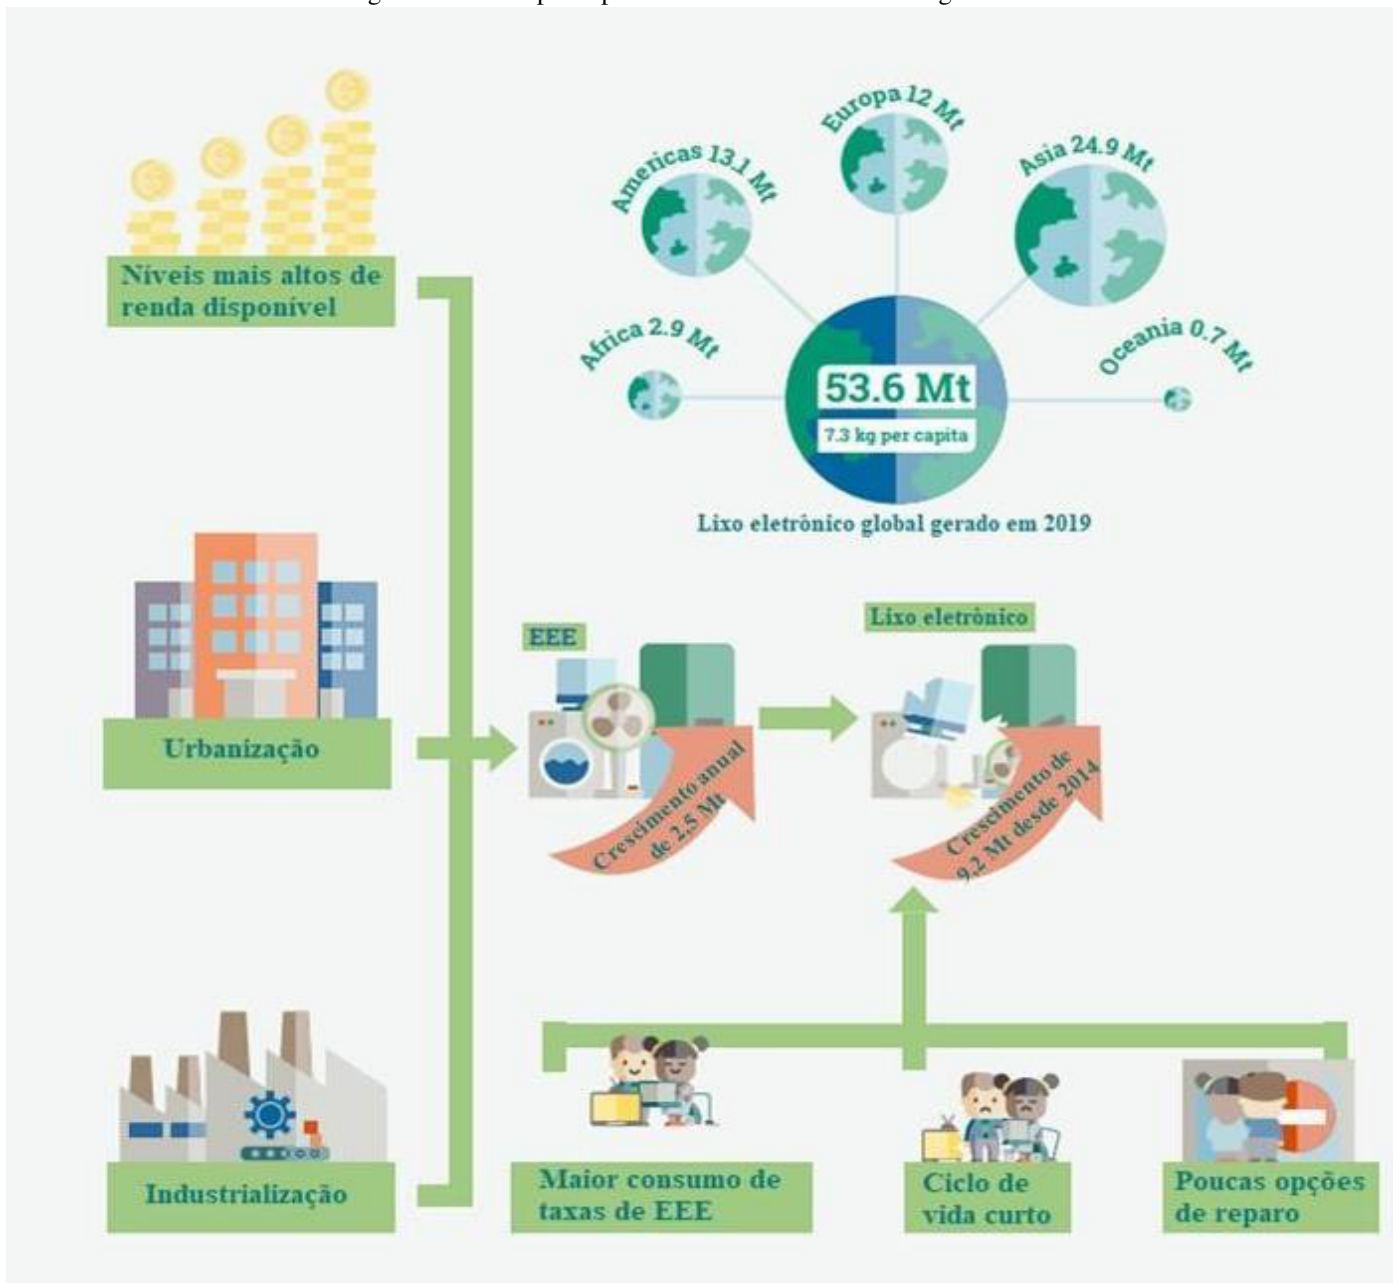 Níveis mais altos de
renda disponível
Africa 2.9 Mt
Americas 13.1 Mt
Europa 12 Mt
Asia 24.9 Mt
Oceania 0.7 Mt
53.6 Mt
7.3 kg per capita
Lixo eletrônico global gerado em 2019
Urbanização
EEE
Crescimento anual
de 2,5 Mt
Lixo eletrônico
Crescimento de
9,2 Mt desde 2014
Industrialização
Maior consumo de
taxas de EEE
Ciclo de
vida curto
Poucas opções
de reparo